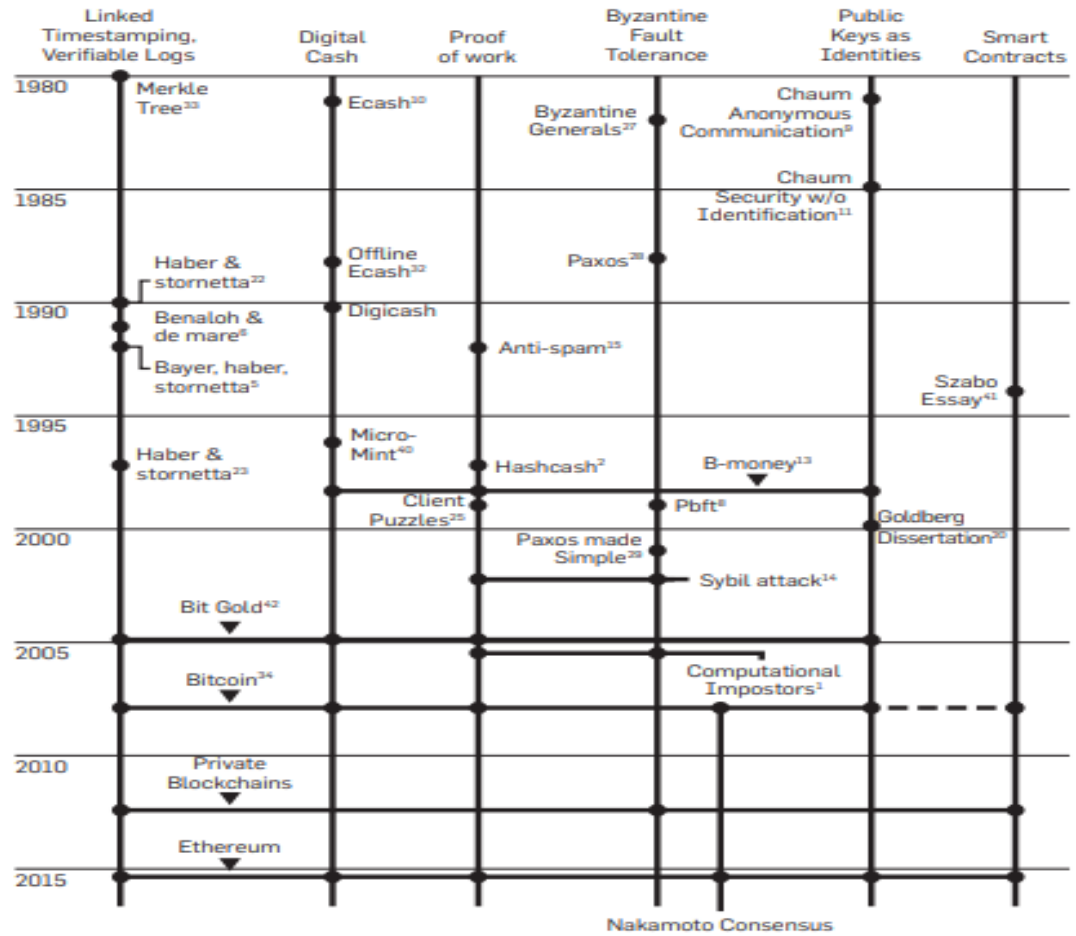 Linked
Timestamping,
Verifiable Logs
Digital
Cash
Proof
of work
Byzantine
Fault
Tolerance
Public
Keys as
Identities
Smart
Contracts
1980
Merkle
Tree³³
Ecash¹⁰
Byzantine
Generals²⁷
Chaum
Anonymous
Communication⁹
1985
Chaum
Security w/o
Identification¹¹
Haber &
stornetta²²
Offline
Ecash³²
Paxos²⁸
1990
Digicash
Benaloh &
de mare⁶
Anti-spam¹⁵
Bayer, haber,
stornetta⁵
Szabo
Essay⁴¹
1995
Micro-
Mint⁴⁰
Haber &
stornetta²³
Hashcash²
B-money¹³
Client
Puzzles²⁵
Pbft⁸
Goldberg
Dissertation²⁰
2000
Paxos made
Simple²⁹
Sybil attack¹⁴
Bit Gold⁴²
2005
Computational
Impostors¹
Bitcoin³⁴
2010
Private
Blockchains
Ethereum
2015
Nakamoto Consensus